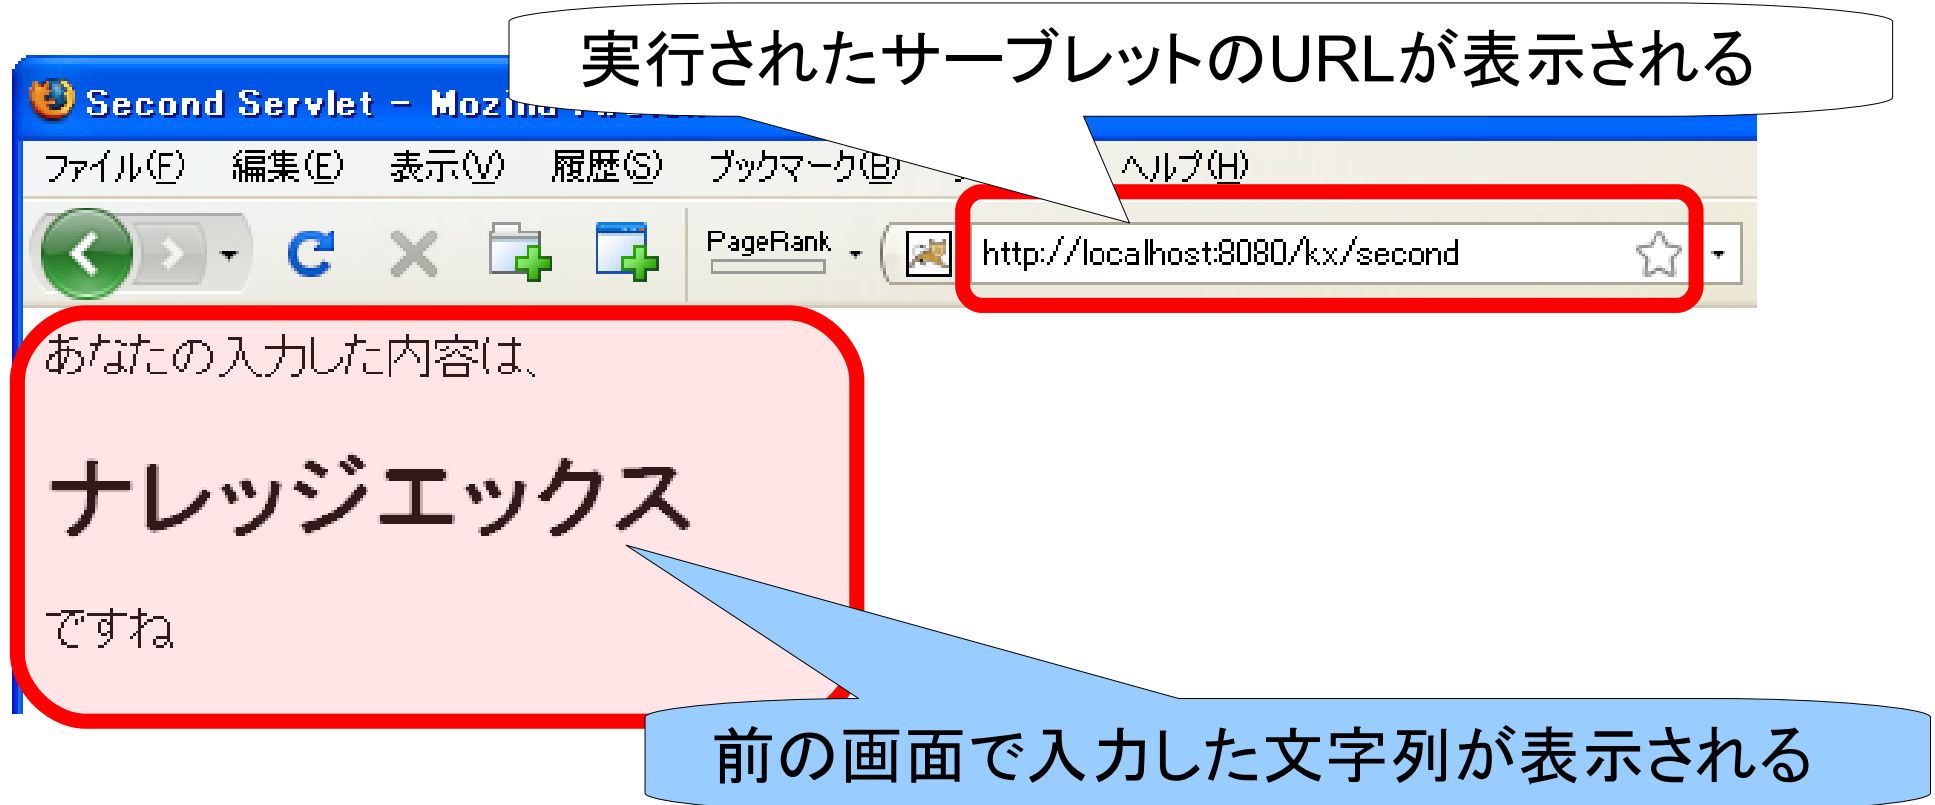 実行されたサーブレットのURLが表示される
Second Servlet - Mozilla
ファイル(F) 編集(E) 表示(V) 履歴(S) ブックマーク(B) ヘルプ(H)
PageRank http://localhost:8080/kx/second
あなたの入力した内容は、
ナレッジエックス
ですね
前の画面で入力した文字列が表示される